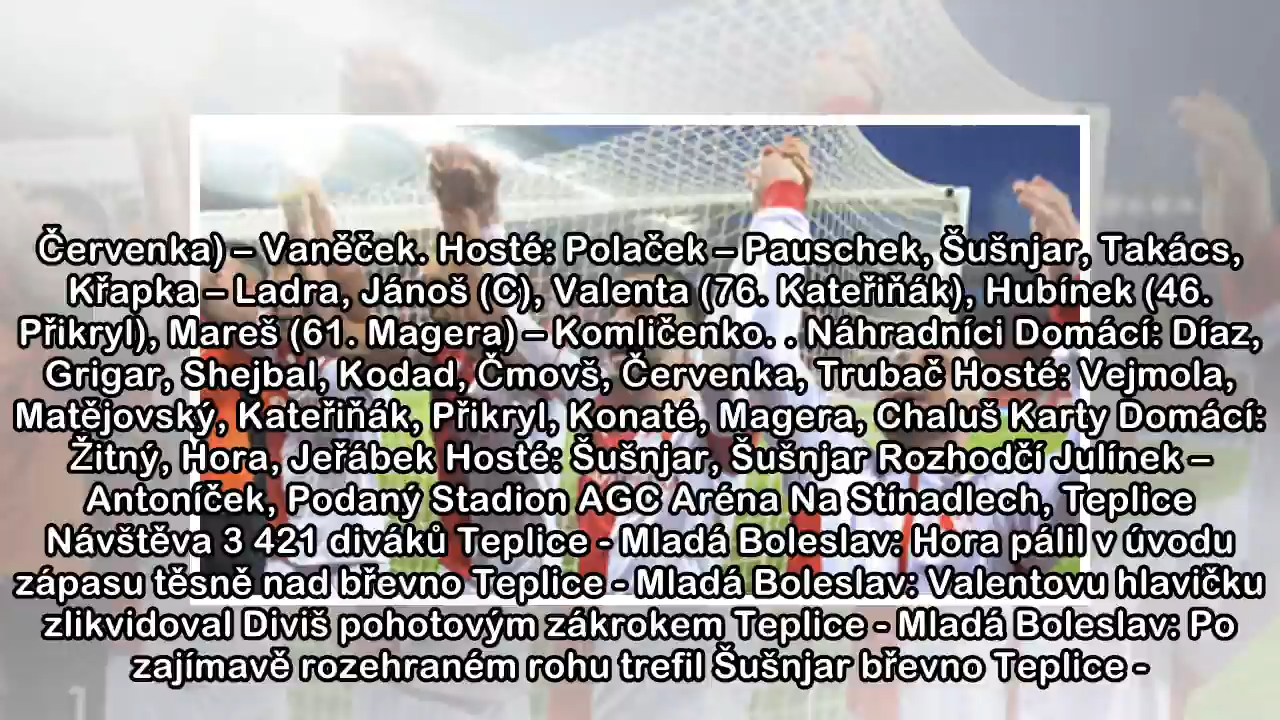 Červenka) – Vaněček. Hosté: Polaček – Pauschek, Šušnjar, Takács,
Křapka – Ladra, Jánoš (C), Valenta (76. Kateřiňák), Hubínek (46.
Přikryl), Mareš (61. Magera) – Komličenko. . Náhradníci Domácí: Díaz,
Grigar, Shejbal, Kodad, Čmovš, Červenka, Trubač Hosté: Vejmola,
Matějovský, Kateřiňák, Přikryl, Konaté, Magera, Chaluš Karty Domácí:
Žitný, Hora, Jeřábek Hosté: Šušnjar, Šušnjar Rozhodčí Julínek –
Antoníček, Podaný Stadion AGC Aréna Na Stínadlech, Teplice
Návštěva 3 421 diváků Teplice - Mladá Boleslav: Hora pálil v úvodu
zápasu těsně nad břevno Teplice - Mladá Boleslav: Valentovu hlavičku
zlikvidoval Diviš pohotovým zákrokem Teplice - Mladá Boleslav: Po
zajímavě rozehraném rohu trefil Šušnjar břevno Teplice -